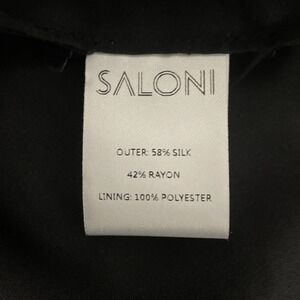 SALONI
OUTER: 58% SILK
42% RAYON
LINING: 100% POLYESTER